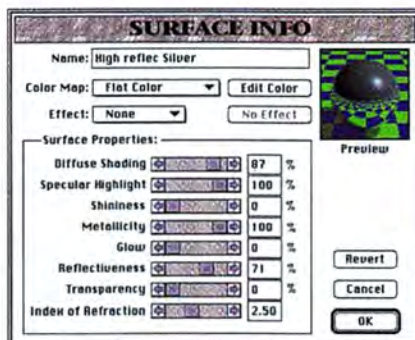 SURFACE INFO
Name: High reflec Silver
Color Map: Flat Color Edit Color
Effect: None No Effect
Preview
Surface Properties:
Diffuse Shading 87 %
Specular Highlight 100 %
Shininess 0 %
Metallicity 100 %
Glow 0 %
Reflectiveness 71 %
Transparency 0 %
Index of Refraction 2.50
Revert
Cancel
OK